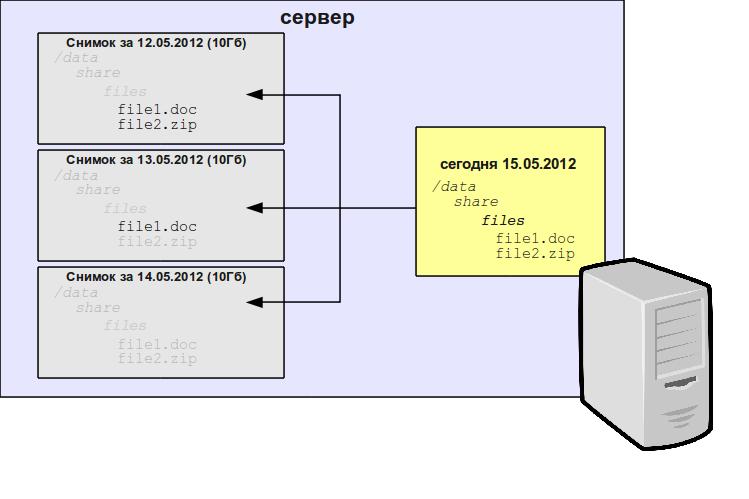 сервер
Снимок за 12.05.2012 (10Гб)
/data
share
files
file1.doc
file2.zip
Снимок за 13.05.2012 (10Гб)
/data
share
files
file1.doc
file2.zip
Снимок за 14.05.2012 (10Гб)
/data
share
files
file1.doc
file2.zip
сегодня 15.05.2012
/data
share
files
file1.doc
file2.zip